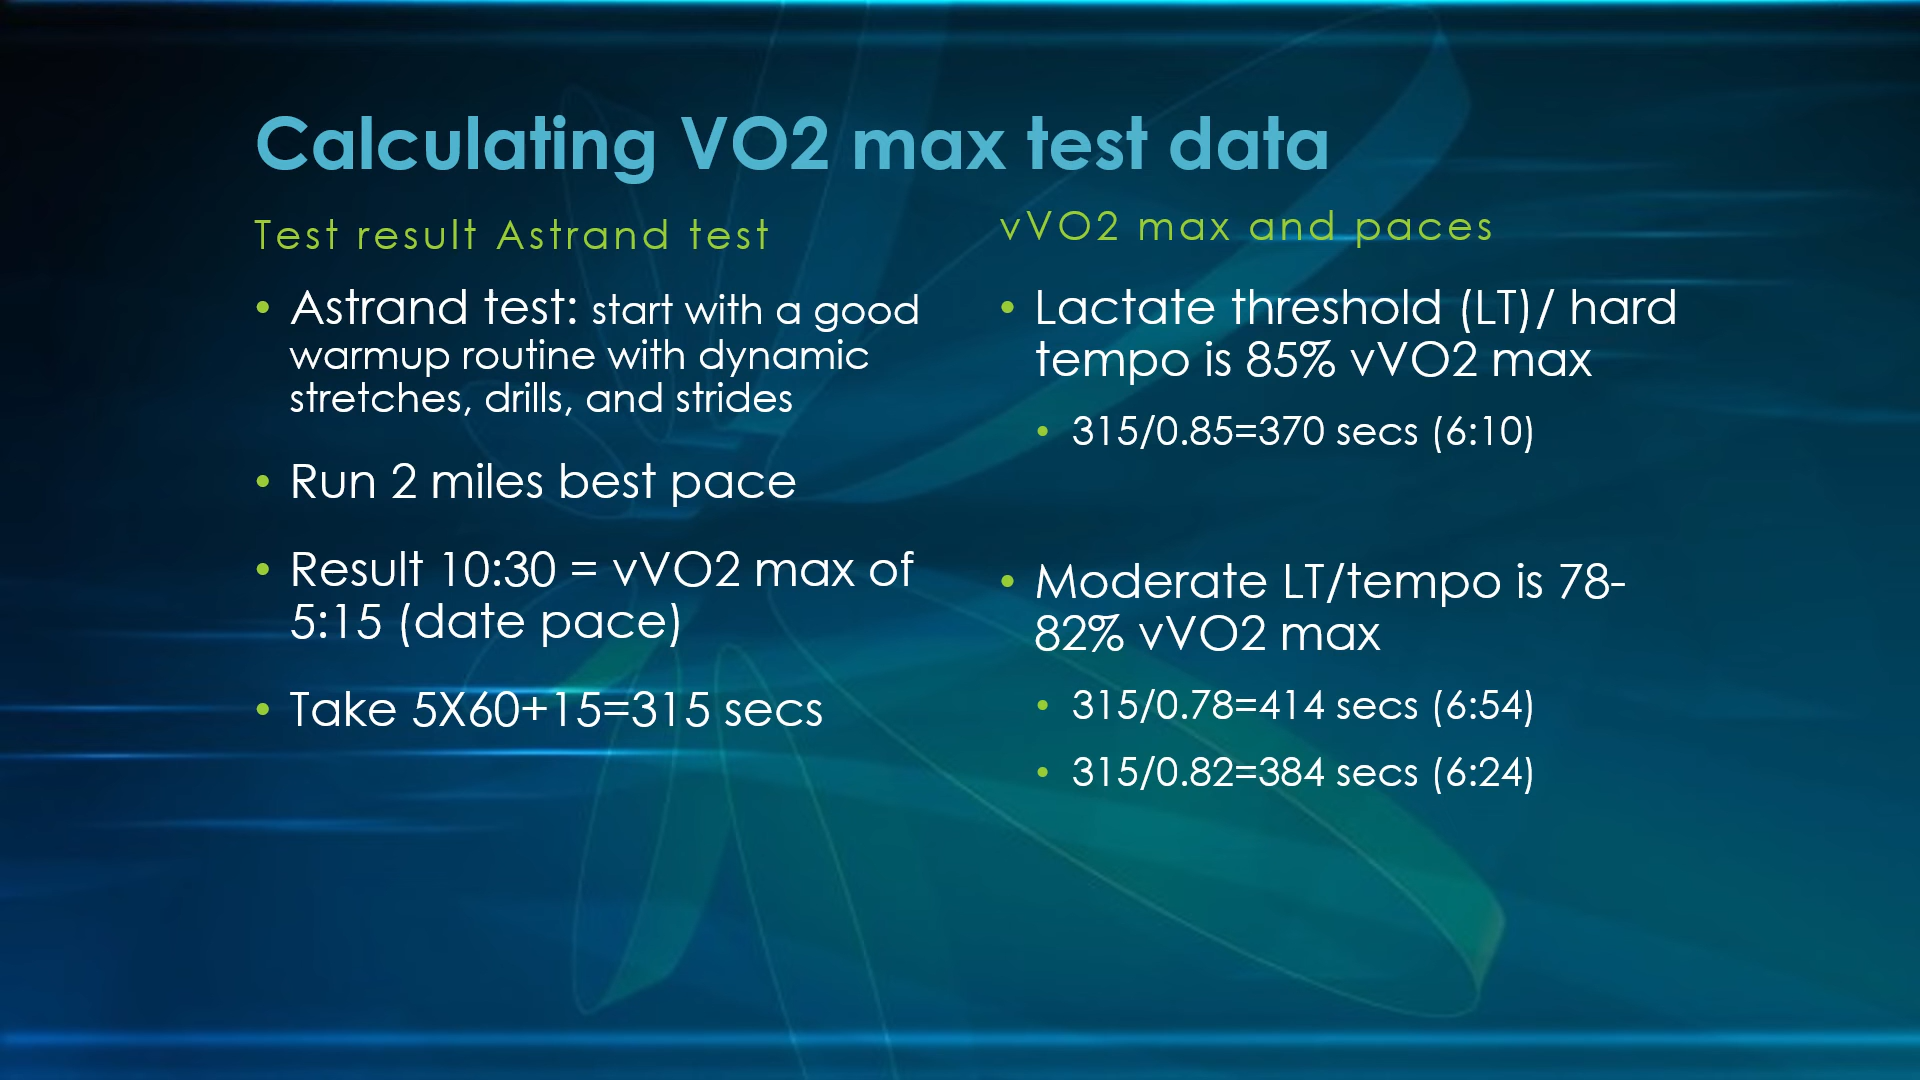 Calculating VO2 max test data
Test result Astrand test
• Astrand test: start with a good
warmup routine with dynamic
stretches, drills, and strides
• Run 2 miles best pace
• Result 10:30 = vVO2 max of
5:15 (date pace)
• Take 5X60+15=315 secs
vVO2 max and paces
• Lactate threshold (LT)/ hard
tempo is 85% vVO2 max
• 315/0.85=370 secs (6:10)
• Moderate LT/tempo is 78-
82% vVO2 max
• 315/0.78=414 secs (6:54)
• 315/0.82=384 secs (6:24)